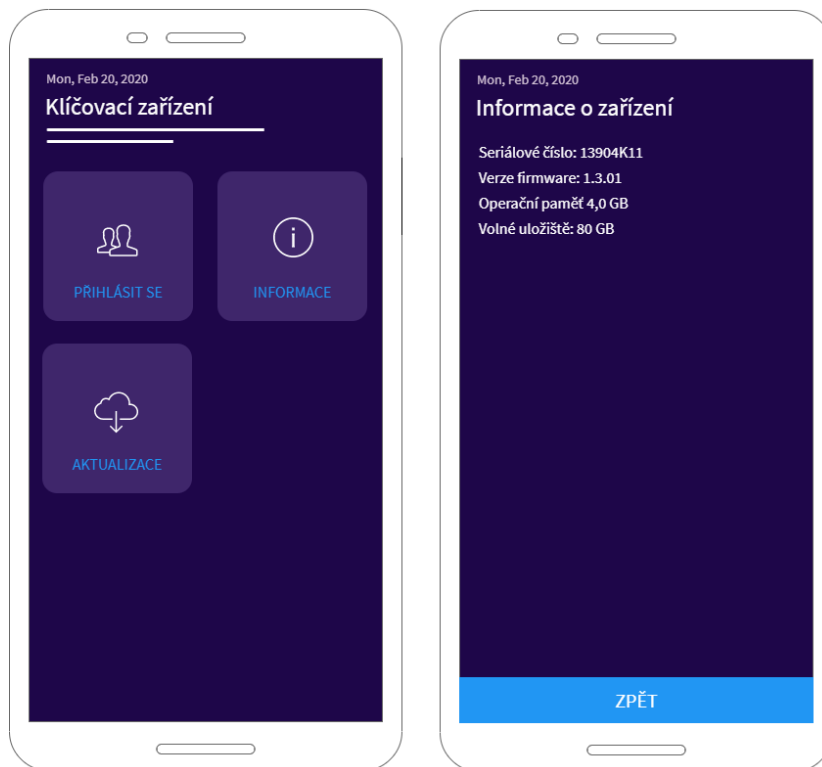 Mon, Feb 20, 2020
Klíčovací zařízení
PŘIHLÁSIT SE
INFORMACE
AKTUALIZACE
Mon, Feb 20, 2020
Informace o zařízení
Seriálové číslo: 13904K11
Verze firmware: 1.3.01
Operační paměť 4,0 GB
Volné uložiště: 80 GB
ZPĚT